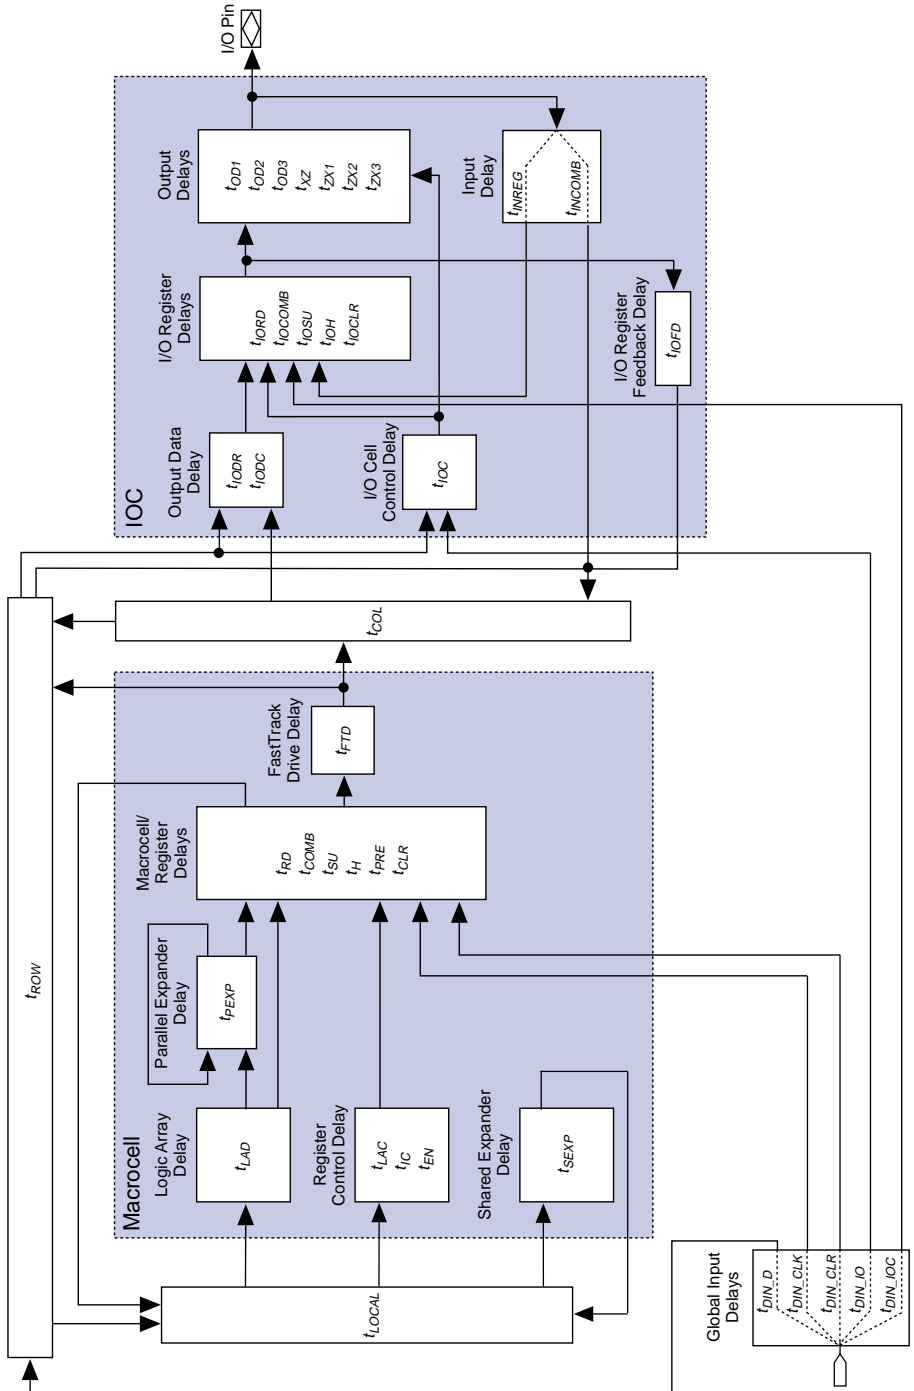 I/O Pin
Output
Delays
tOD1
tOD2
tOD3
tXZ
tZX1
tZX2
tZX3
Input
Delay
tINREG
tINCOMB
I/O Register
Delays
tIORD
tIOCOMB
tIOSU
tIOH
tIOCLR
I/O Register
Feedback Delay
tIOFD
Output Data
Delay
tIODR
tIODC
I/O Cell
Control Delay
tIOC
IOC
tCOL
tROW
FastTrack
Drive Delay
tFTD
Macrocell/
Register
Delays
tRD
tCOMB
tSU
tH
tPRE
tCLR
Parallel Expander
Delay
tPEXP
Logic Array
Delay
tLAD
Register
Control Delay
tLAC
tIC
tEN
Shared Expander
Delay
tSEXP
Macrocell
tLOCAL
Global Input
Delays
tDIN_D
tDIN_CLK
tDIN_CLR
tDIN_IO
tDIN_IOC